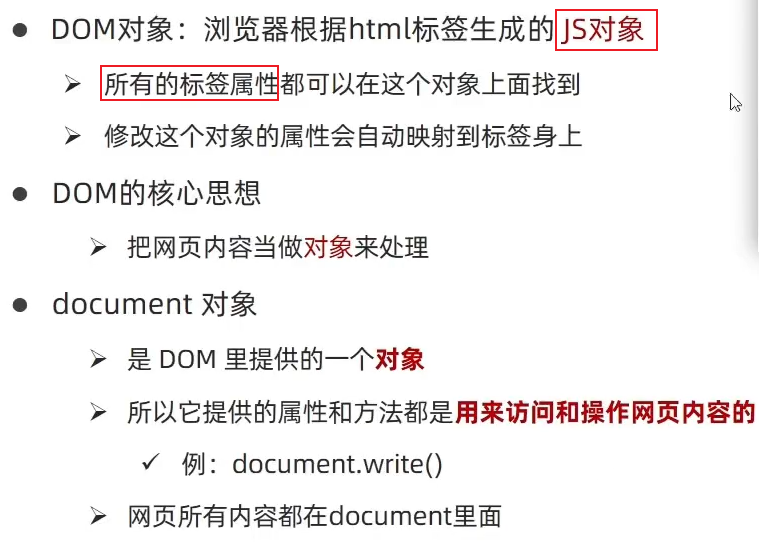 DOM对象：浏览器根据html标签生成的 JS对象
所有的标签属性都可以在这个对象上面找到
修改这个对象的属性会自动映射到标签身上
DOM的核心思想
把网页内容当做对象来处理
document 对象
是 DOM 里提供的一个对象
所以它提供的属性和方法都是用来访问和操作网页内容的
例：document.write()
网页所有内容都在document里面